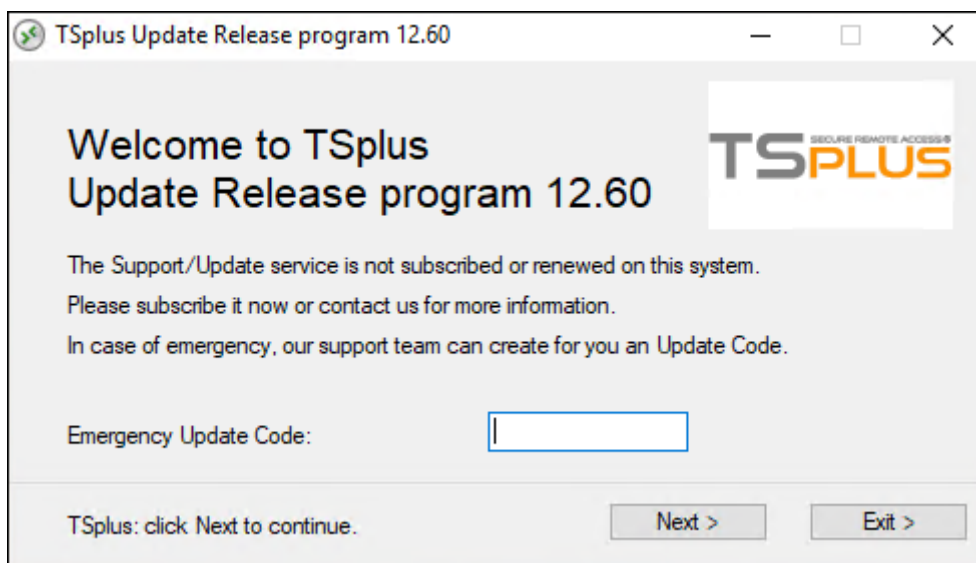 TSplus Update Release program 12.60
Welcome to TSplus
Update Release program 12.60
SECURE REMOTE ACCESS®
TSPLUS
The Support/Update service is not subscribed or renewed on this system.
Please subscribe it now or contact us for more information.
In case of emergency, our support team can create for you an Update Code.
Emergency Update Code:
TSplus: click Next to continue.
Next >
Exit >